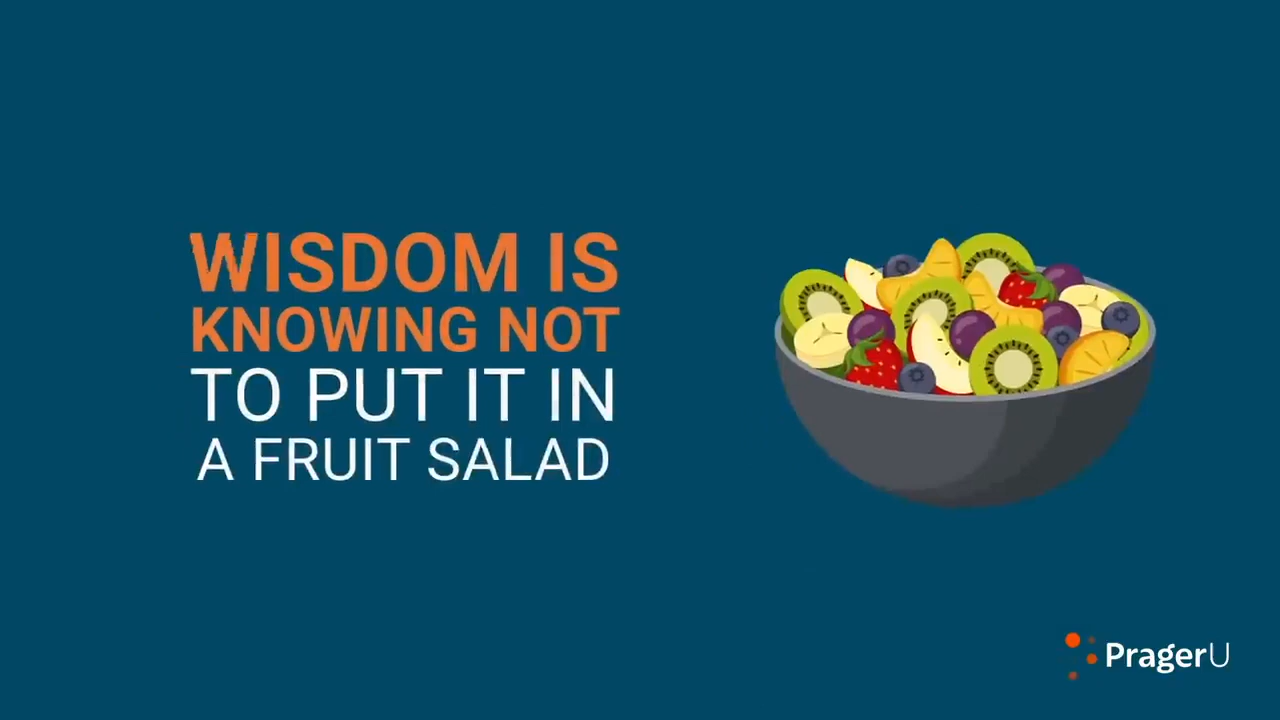 WISDOM IS
KNOWING NOT
TO PUT IT IN
A FRUIT SALAD
PragerU